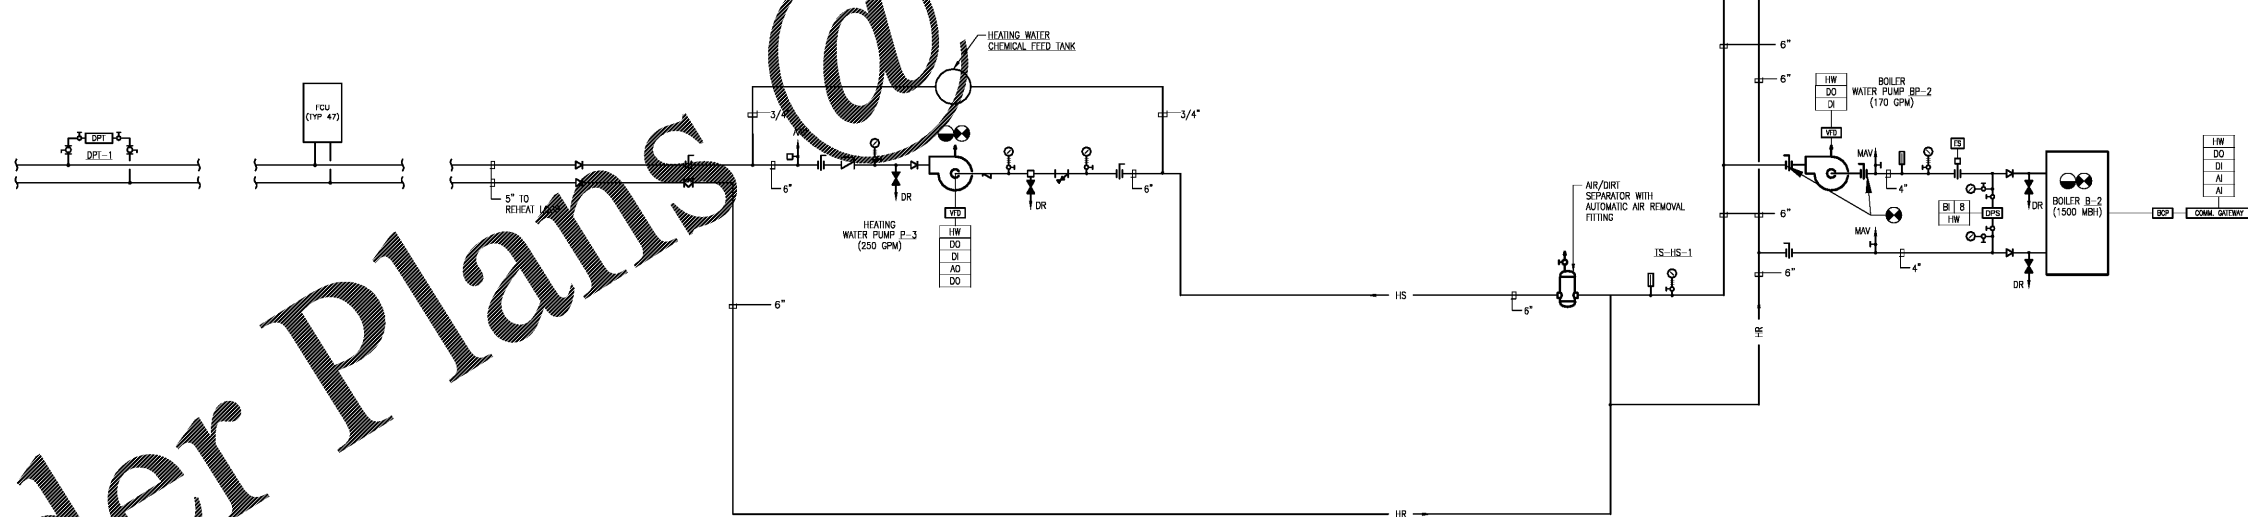 HEATING WATER
CHEMICAL FEED TANK
FCU
(TYP 47)
DPT
DPT-1
3/4"
3/4"
6"
6"
5" TO
REHEAT
DR
DR
VFD
HEATING
WATER PUMP P-3
(250 GPM)
HW
DO
DI
AO
DO
6"
HS
6"
AIR/DIRT
SEPARATOR WITH
AUTOMATIC AIR REMOVAL
FITTING
TS-HS-1
6"
6"
6"
6"
HW
DO
DI
BOILER
WATER PUMP BP-2
(170 GPM)
VFD
MAV
FS
4"
DR
BI 8
HW
DPS
MAV
4"
DR
BOILER B-2
(1500 MBH)
HW
DO
DI
AI
AI
BCP
COMM. GATEWAY
HR
HR
der Plans @